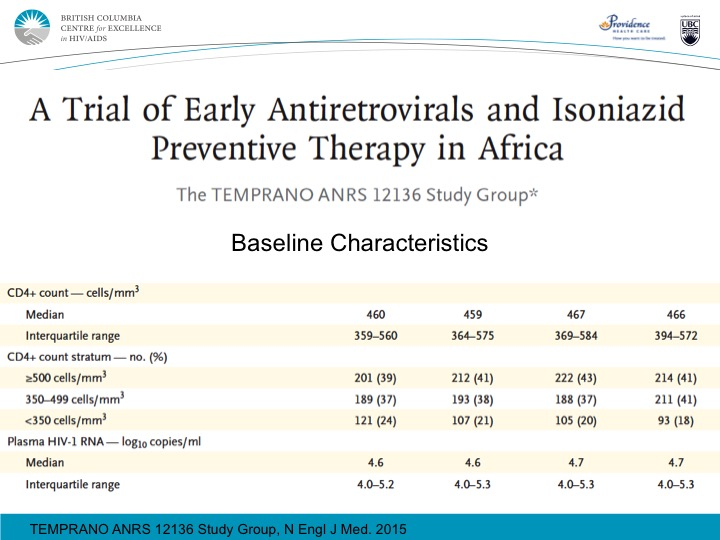 BRITISH COLUMBIA
CENTRE for EXCELLENCE
in HIV/AIDS
Providence
HEALTH CARE
How you want to be treated.
UBC
A Trial of Early Antiretrovirals and Isoniazid
Preventive Therapy in Africa
The TEMPRANO ANRS 12136 Study Group*
Baseline Characteristics
CD4+ count — cells/mm³
Median 460 459 467 466
Interquartile range 359–560 364–575 369–584 394–572
CD4+ count stratum — no. (%)
≥500 cells/mm³ 201 (39) 212 (41) 222 (43) 214 (41)
350–499 cells/mm³ 189 (37) 193 (38) 188 (37) 211 (41)
<350 cells/mm³ 121 (24) 107 (21) 105 (20) 93 (18)
Plasma HIV-1 RNA — log₁₀ copies/ml
Median 4.6 4.6 4.7 4.7
Interquartile range 4.0–5.2 4.0–5.3 4.0–5.3 4.0–5.3
TEMPRANO ANRS 12136 Study Group, N Engl J Med. 2015